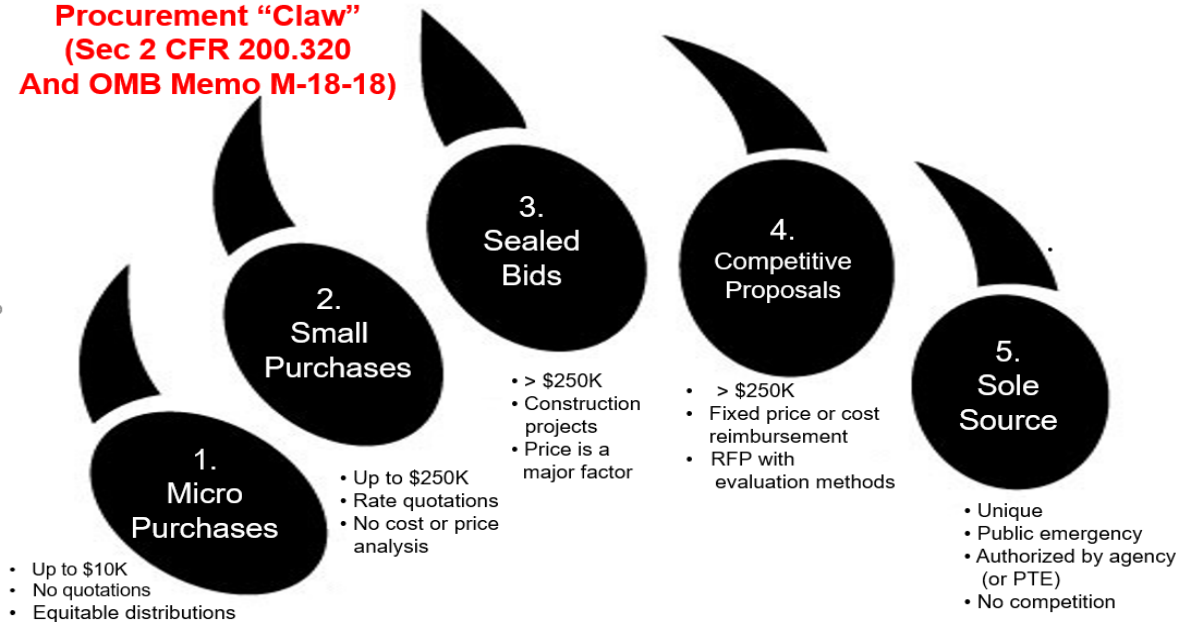 Procurement “Claw”
(Sec 2 CFR 200.320
And OMB Memo M-18-18)
1.
Micro
Purchases
• Up to $10K
• No quotations
• Equitable distributions
2.
Small
Purchases
• Up to $250K
• Rate quotations
• No cost or price
analysis
3.
Sealed
Bids
• > $250K
• Construction
projects
• Price is a
major factor
4.
Competitive
Proposals
• > $250K
• Fixed price or cost
reimbursement
• RFP with
evaluation methods
5.
Sole
Source
• Unique
• Public emergency
• Authorized by agency
(or PTE)
• No competition